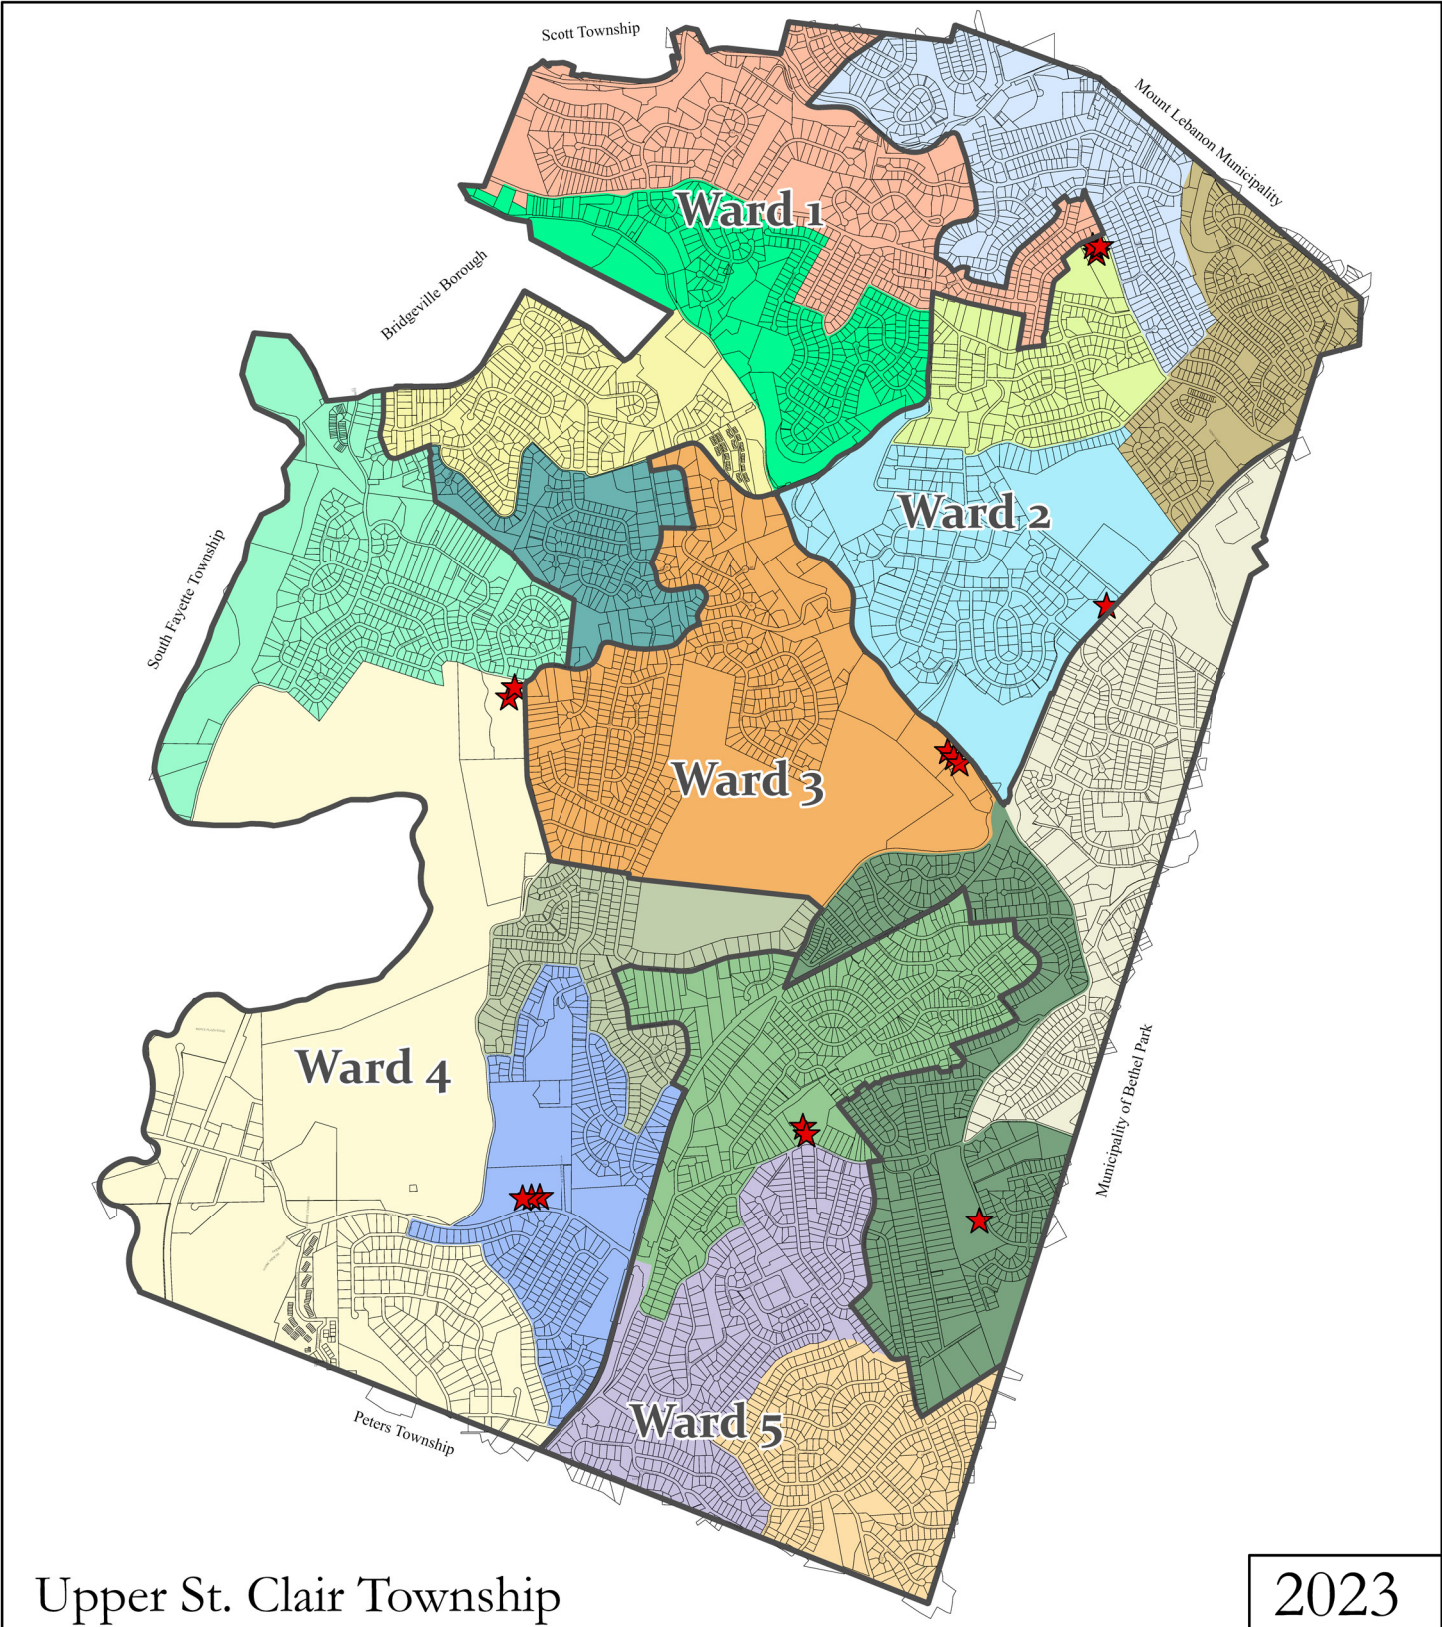 Scott Township
Mount Lebanon Municipality
Ward 1
Bridgeville Borough
Ward 2
South Fayette Township
Ward 3
Ward 4
Municipality of Bethel Park
Ward 5
Peters Township
Upper St. Clair Township
2023